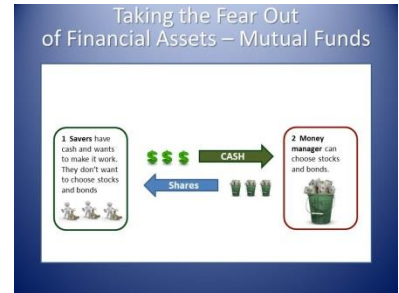 Taking the Fear Out
of Financial Assets – Mutual Funds
1 Savers have
cash and wants
to make it work.
They don't want
to choose stocks
and bonds
$ $ $
CASH
Shares
2 Money
manager can
choose stocks
and bonds.